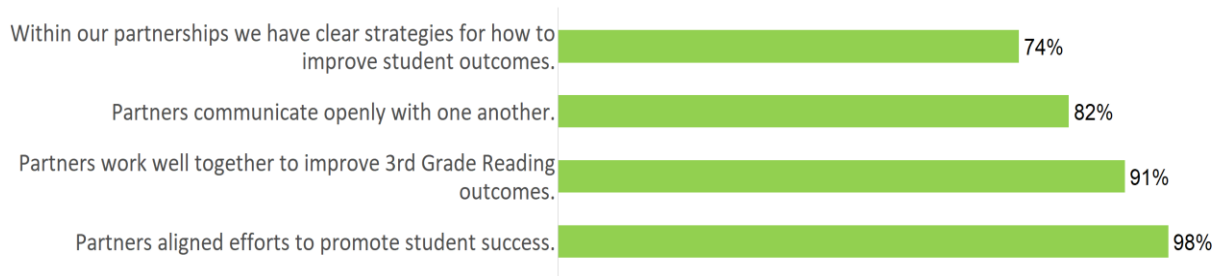 Within our partnerships we have clear strategies for how to
improve student outcomes.
74%
Partners communicate openly with one another.
82%
Partners work well together to improve 3rd Grade Reading
outcomes.
91%
Partners aligned efforts to promote student success.
98%